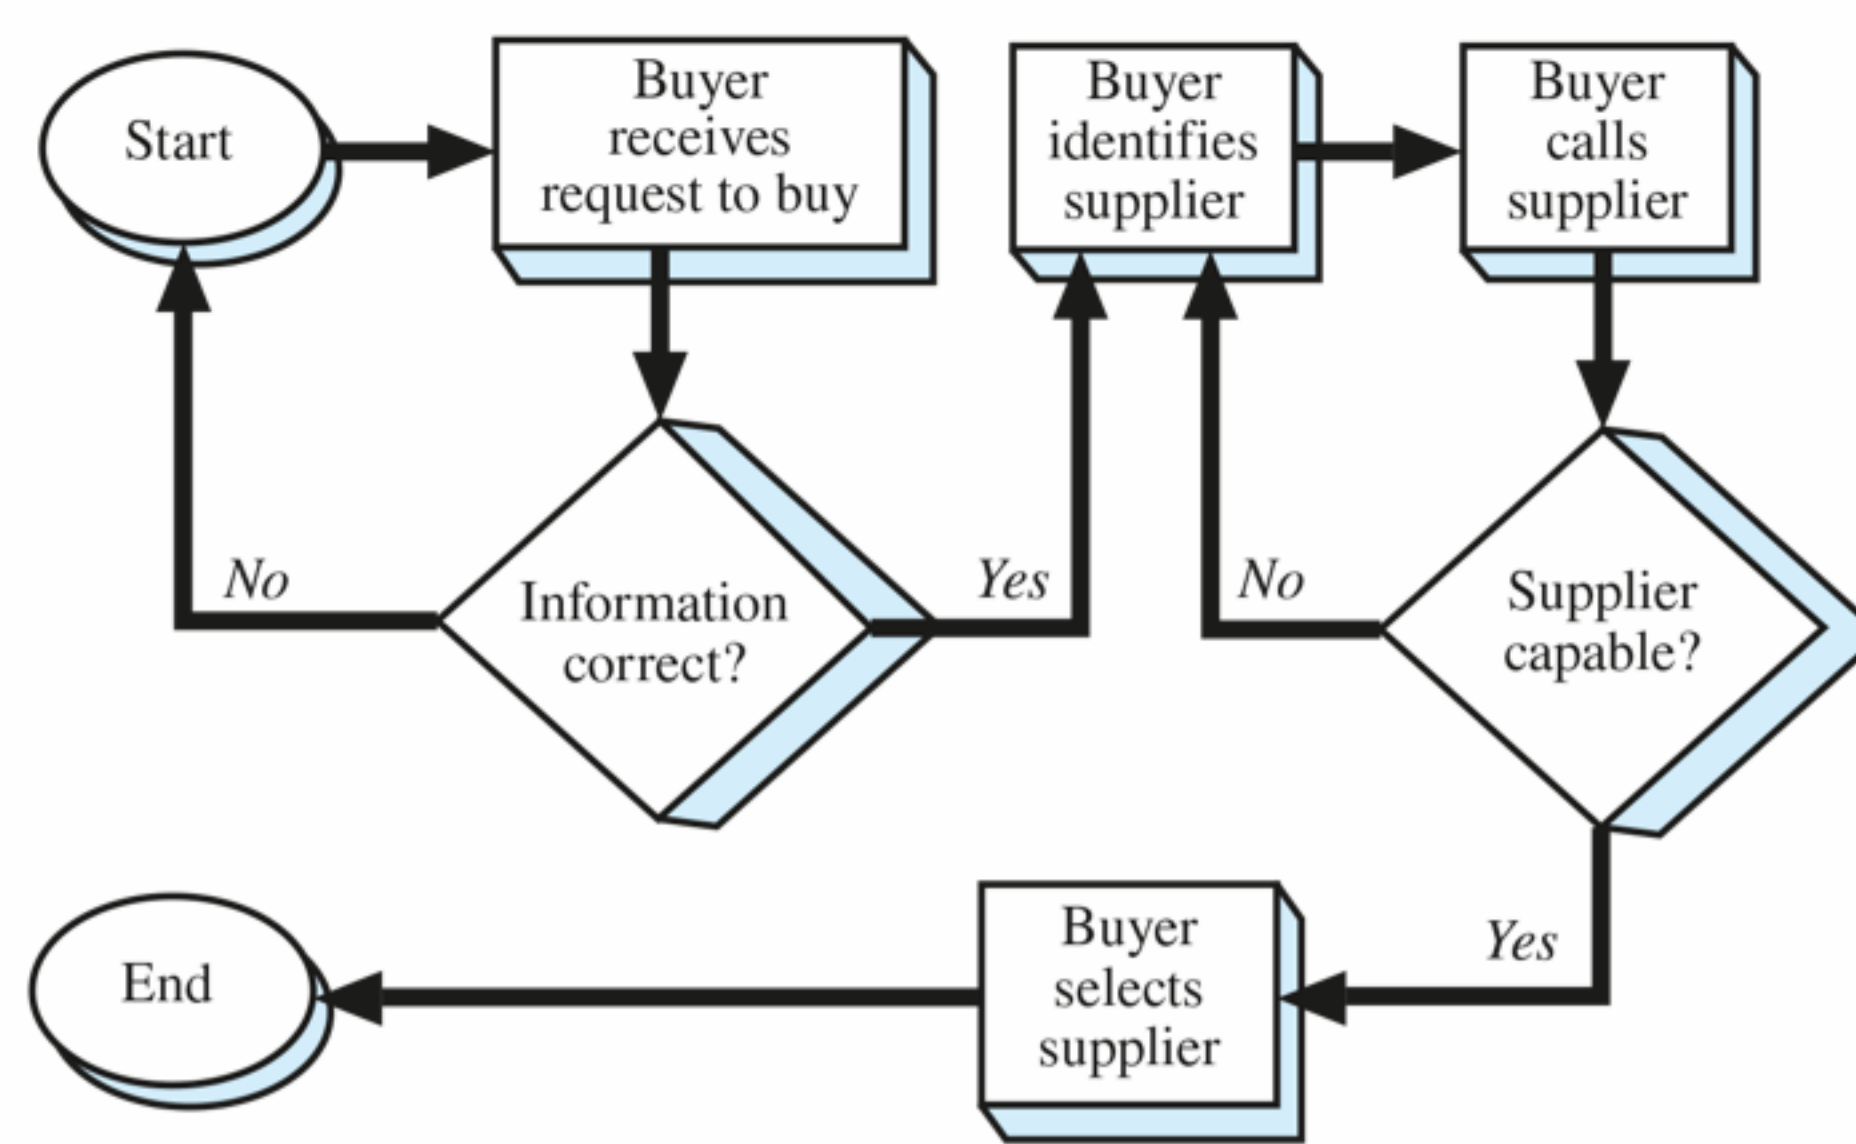 Start
Buyer
receives
request to buy
Buyer
identifies
supplier
Buyer
calls
supplier
No
Information
correct?
Yes
No
Supplier
capable?
Yes
Buyer
selects
supplier
End